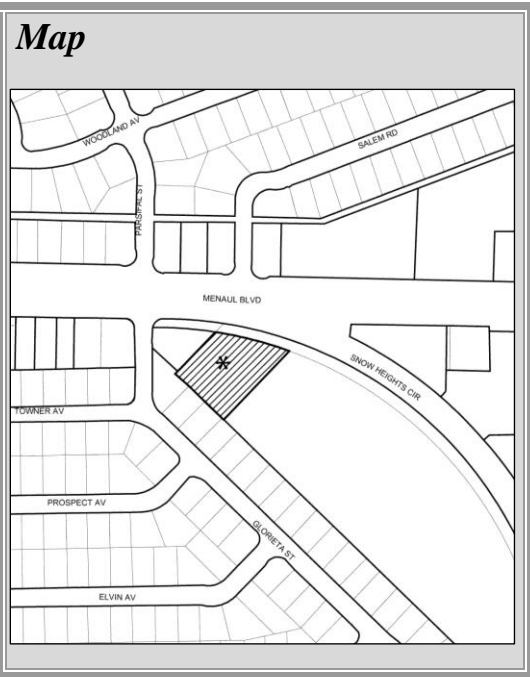 Map
WOODLAND AV
SALEM RD
PARSIFAL ST
MENAUL BLVD
SNOW HEIGHTS CIR
*
TOWNER AV
PROSPECT AV
GLORIETA ST
ELVIN AV